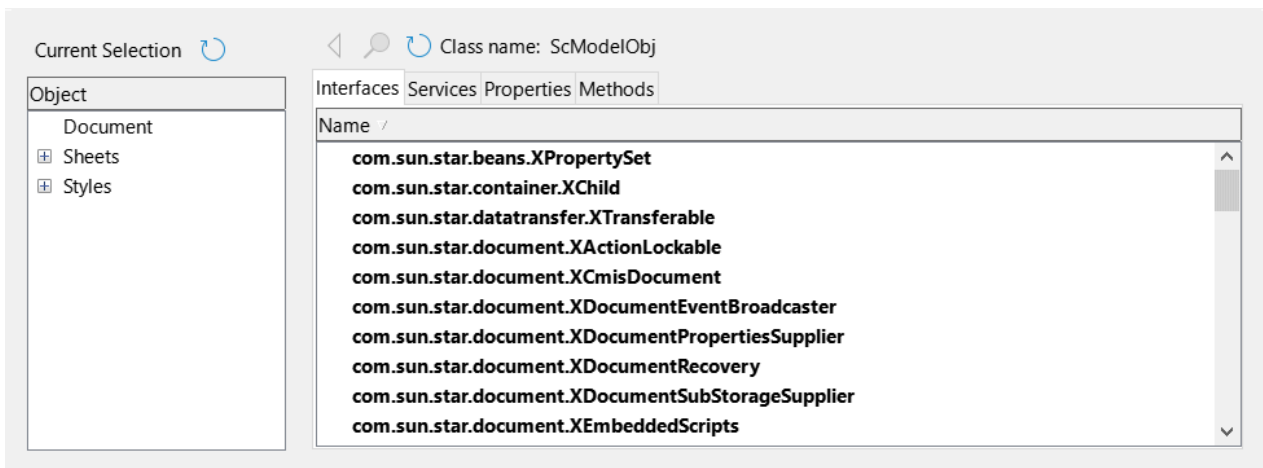 Current Selection
Class name: ScModelObj
Object
Document
Sheets
Styles
Interfaces Services Properties Methods
Name
com.sun.star.beans.XPropertySet
com.sun.star.container.XChild
com.sun.star.datatransfer.XTransferable
com.sun.star.document.XActionLockable
com.sun.star.document.XCmisDocument
com.sun.star.document.XDocumentEventBroadcaster
com.sun.star.document.XDocumentPropertiesSupplier
com.sun.star.document.XDocumentRecovery
com.sun.star.document.XDocumentSubStorageSupplier
com.sun.star.document.XEmbeddedScripts